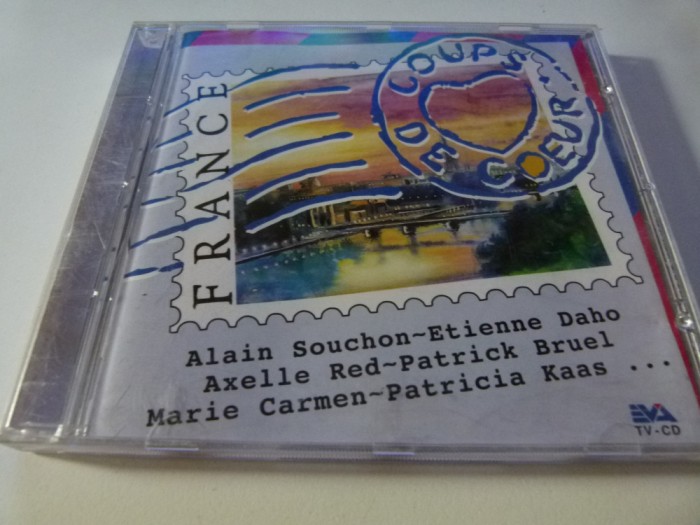 COUPS
DE COEUR
FRANCE
Alain Souchon~Etienne Daho
Axelle Red~Patrick Bruel
Marie Carmen~Patricia Kaas ...
EVA
TV-CD